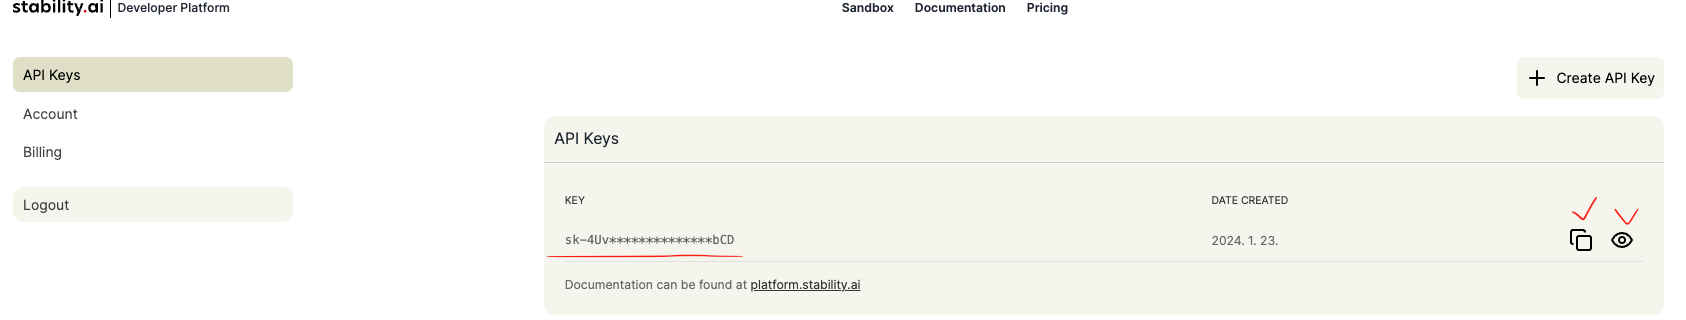 stability.ai | Developer Platform
Sandbox Documentation Pricing
API Keys
Account
Billing
Logout
+ Create API Key
API Keys
KEY DATE CREATED
sk-4Uv**************bCD 2024. 1. 23.
Documentation can be found at platform.stability.ai